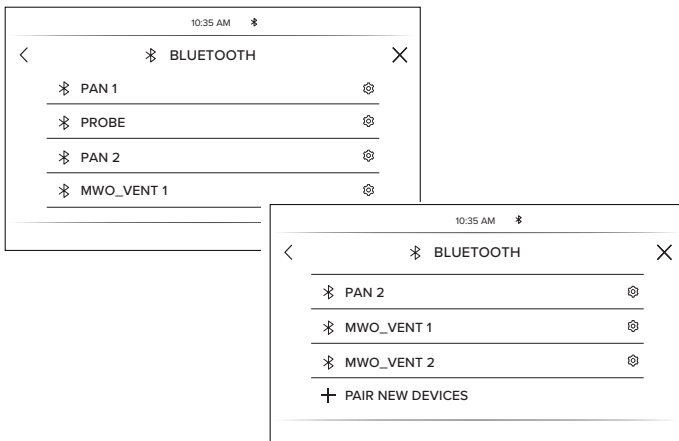 10:35 AM
BLUETOOTH
PAN 1
PROBE
PAN 2
MWO_VENT 1
10:35 AM
BLUETOOTH
PAN 2
MWO_VENT 1
MWO_VENT 2
PAIR NEW DEVICES